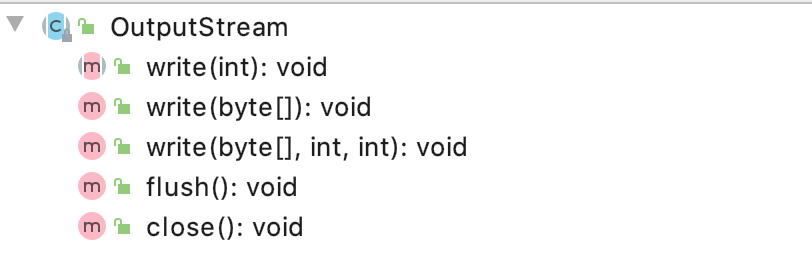 OutputStream
write(int): void
write(byte[]): void
write(byte[], int, int): void
flush(): void
close(): void